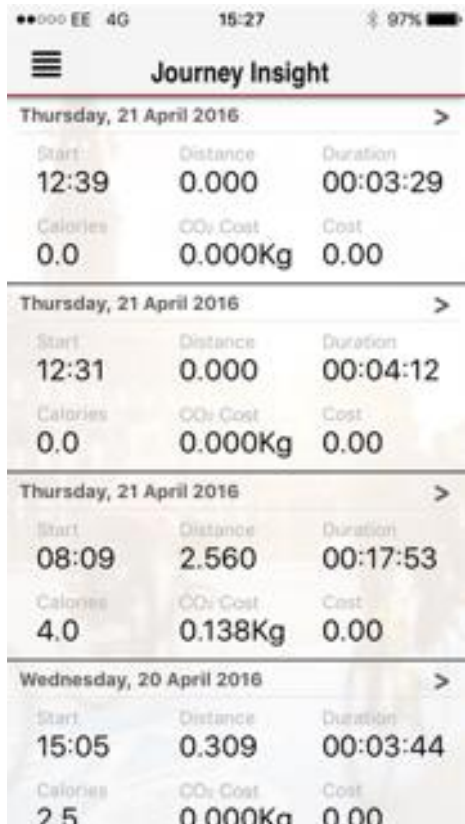 EE 4G 15:27 97%
Journey Insight
Thursday, 21 April 2016 >
Start Distance Duration
12:39 0.000 00:03:29
Calories CO₂ Cost Cost
0.0 0.000Kg 0.00
Thursday, 21 April 2016 >
Start Distance Duration
12:31 0.000 00:04:12
Calories CO₂ Cost Cost
0.0 0.000Kg 0.00
Thursday, 21 April 2016 >
Start Distance Duration
08:09 2.560 00:17:53
Calories CO₂ Cost Cost
4.0 0.138Kg 0.00
Wednesday, 20 April 2016 >
Start Distance Duration
15:05 0.309 00:03:44
Calories CO₂ Cost Cost
2.5 0.000Kg 0.00